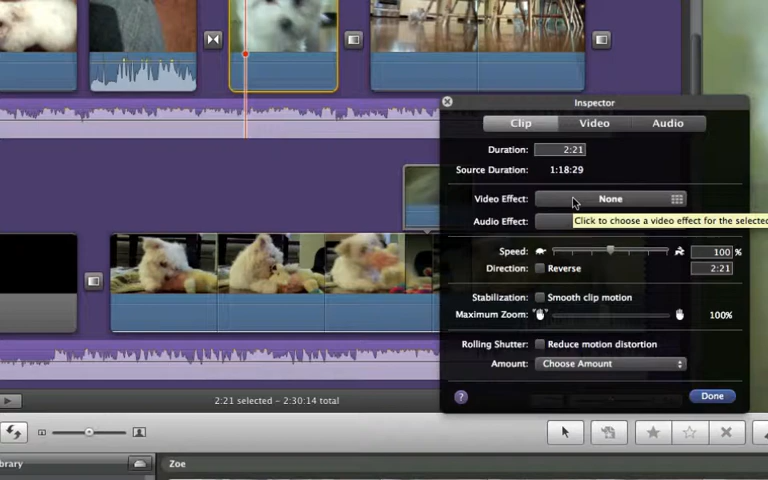 Inspector
Clip Video Audio
Duration: 2:21
Source Duration: 1:18:29
Video Effect: None
Click to choose a video effect for the selected
Audio Effect:
Speed: 100 %
Direction: Reverse 2:21
Stabilization: Smooth clip motion
Maximum Zoom: 100%
Rolling Shutter: Reduce motion distortion
Amount: Choose Amount
? Done
2:21 selected – 2:30:14 total
Zoe